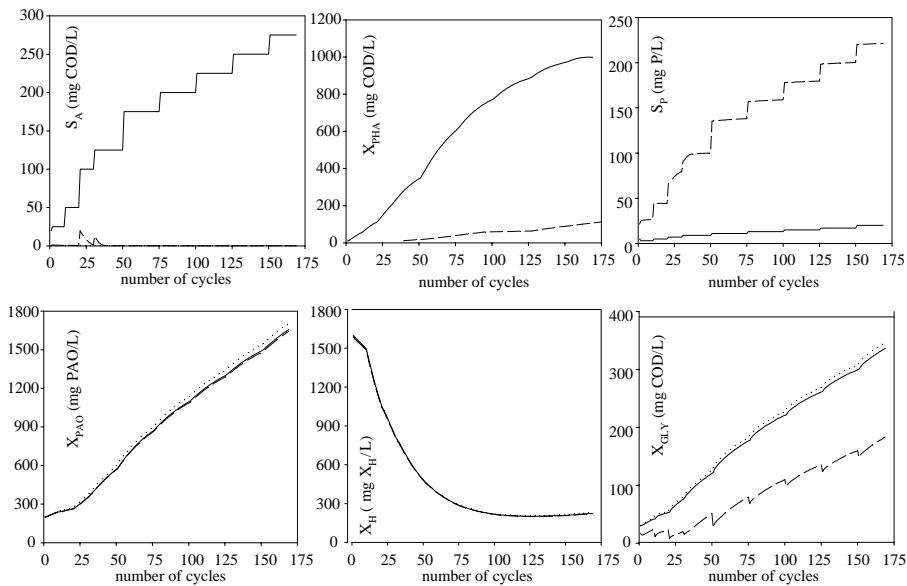 300
250
200
150
100
50
0
S_A (mg COD/L)
0 25 50 75 100 125 150 175
number of cycles
1200
1000
800
600
400
200
0
X_PHA (mg COD/L)
0 25 50 75 100 125 150 175
number of cycles
250
200
150
100
50
0
S_P (mg P/L)
0 25 50 75 100 125 150 175
number of cycles
1800
1500
1200
900
600
300
0
X_PAO (mg PAO/L)
0 25 50 75 100 125 150 175
number of cycles
1800
1500
1200
900
600
300
0
X_H ( mg X_H/L)
0 25 50 75 100 125 150 175
number of cycles
400
300
200
100
0
X_GLY (mg COD/L)
0 25 50 75 100 125 150 175
number of cycles